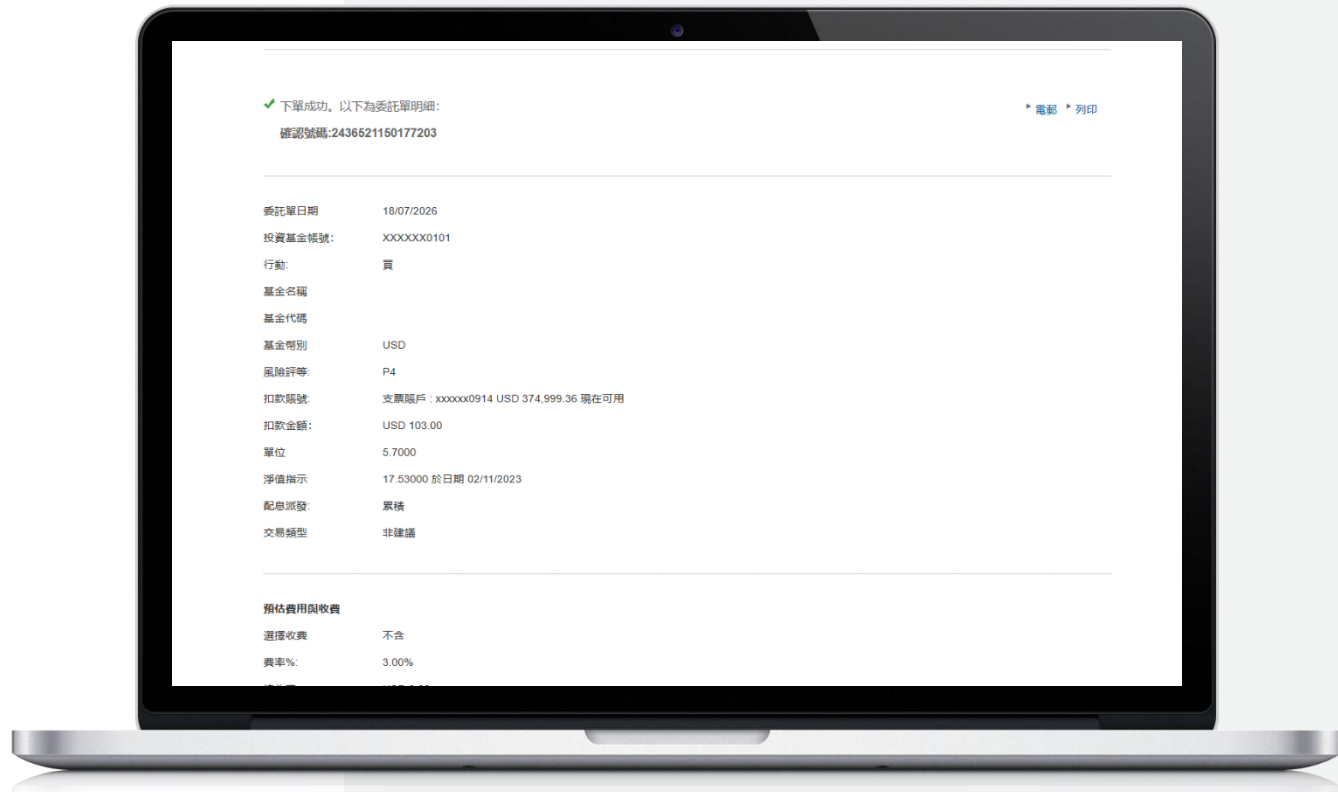 下單成功。以下為委託單明細:
電郵 列印
確認號碼:2436521150177203
委託單日期 18/07/2026
投資基金帳號: XXXXXX0101
行動: 買
基金名稱
基金代碼
基金幣別 USD
風險評等: P4
扣款賬號: 支票賬戶 : xxxxxx0914 USD 374,999.36 現在可用
扣款金額: USD 103.00
單位 5.7000
淨值指示 17.53000 於日期 02/11/2023
配息派發: 累積
交易類型 非建議
預估費用與收費
選擇收費 不含
費率%: 3.00%